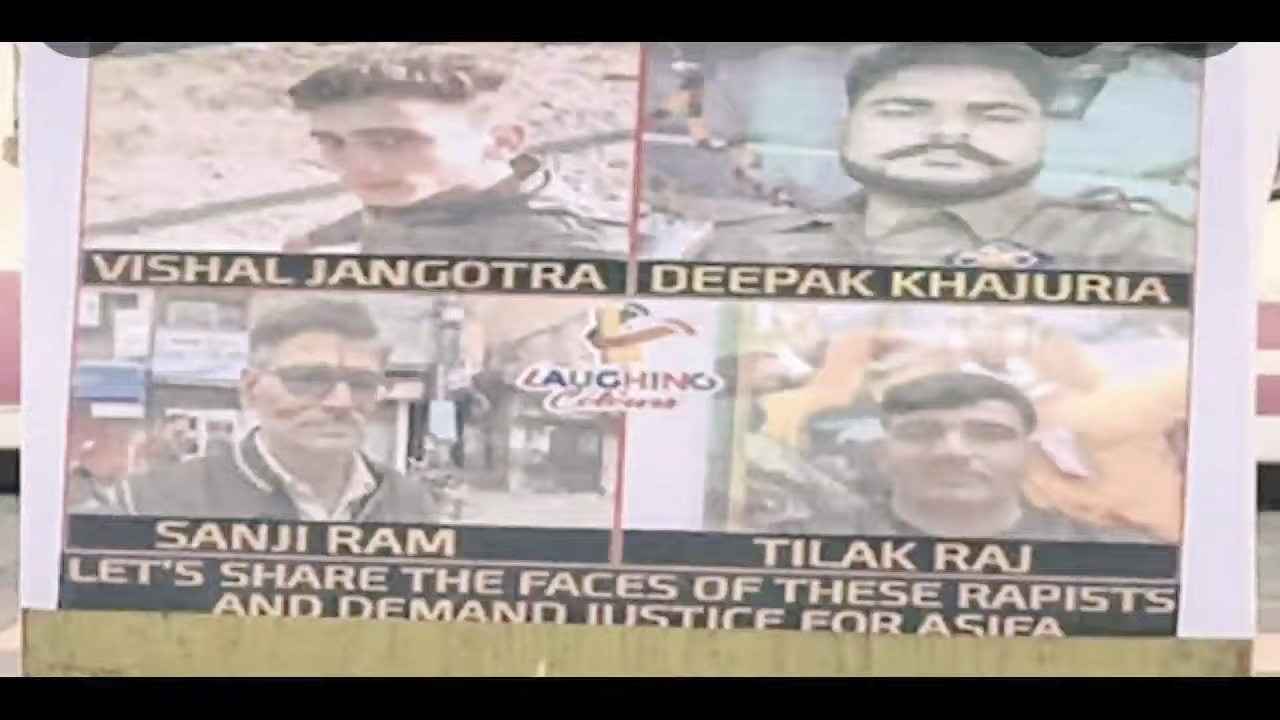 VISHAL JANGOTRA
DEEPAK KHAJURIA
LAUGHING
Colours
SANJI RAM
TILAK RAJ
LET'S SHARE THE FACES OF THESE RAPISTS
AND DEMAND JUSTICE FOR ASIFA